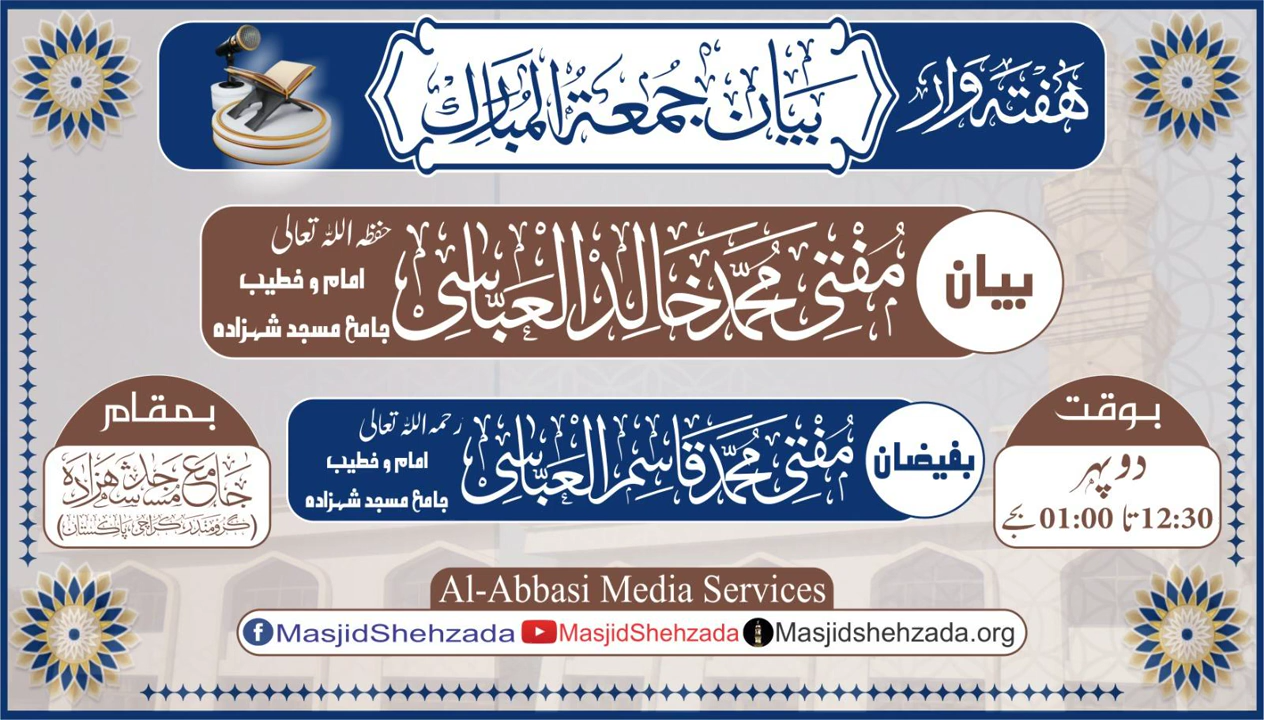 هفتہ وار
بیان جمعۃ المبارک
بیان
مفتی محمد خالد العباسی
حفظہ اللہ تعالی
امام و خطیب
جامع مسجد شہزادہ
بفیضان
مفتی محمد قاسم العباسی
رحمہ اللہ تعالی
امام و خطیب
جامع مسجد شہزادہ
بوقت
دوپہر
12:30 تا 01:00 بجے
بمقام
جامع مسجد شہزادہ
(گرومندر کراچی، پاکستان)
Al-Abbasi Media Services
MasjidShehzada MasjidShehzada Masjidshehzada.org